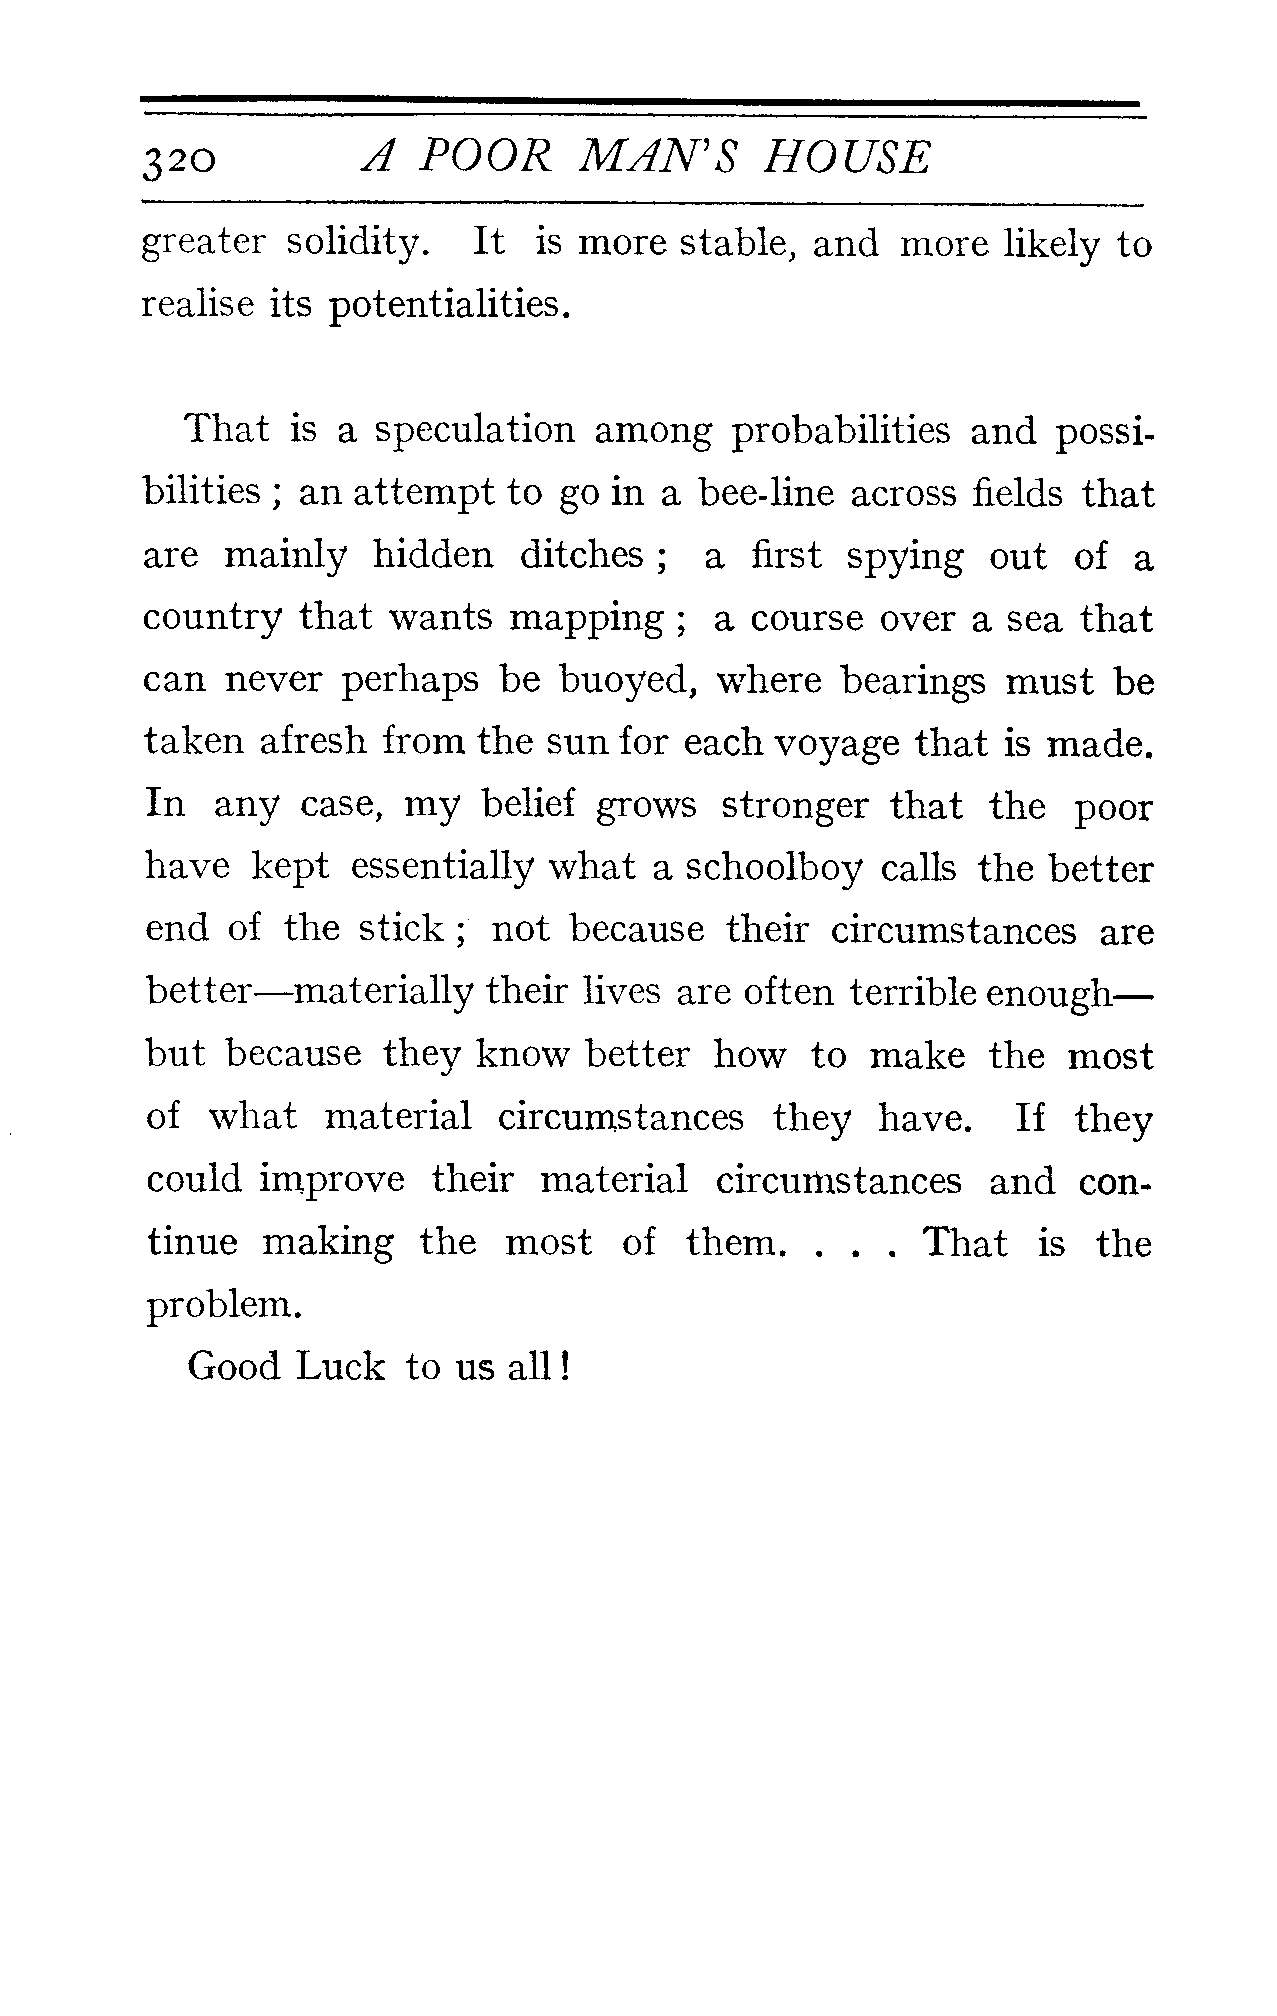 320 A POOR MAN'S HOUSE
greater solidity. It is more stable, and more likely to
realise its potentialities.
That is a speculation among probabilities and possi-
bilities ; an attempt to go in a bee-line across fields that
are mainly hidden ditches ; a first spying out of a
country that wants mapping ; a course over a sea that
can never perhaps be buoyed, where bearings must be
taken afresh from the sun for each voyage that is made.
In any case, my belief grows stronger that the poor
have kept essentially what a schoolboy calls the better
end of the stick ; not because their circumstances are
better—materially their lives are often terrible enough—
but because they know better how to make the most
of what material circumstances they have. If they
could improve their material circumstances and con-
tinue making the most of them. . . . That is the
problem.
Good Luck to us all !